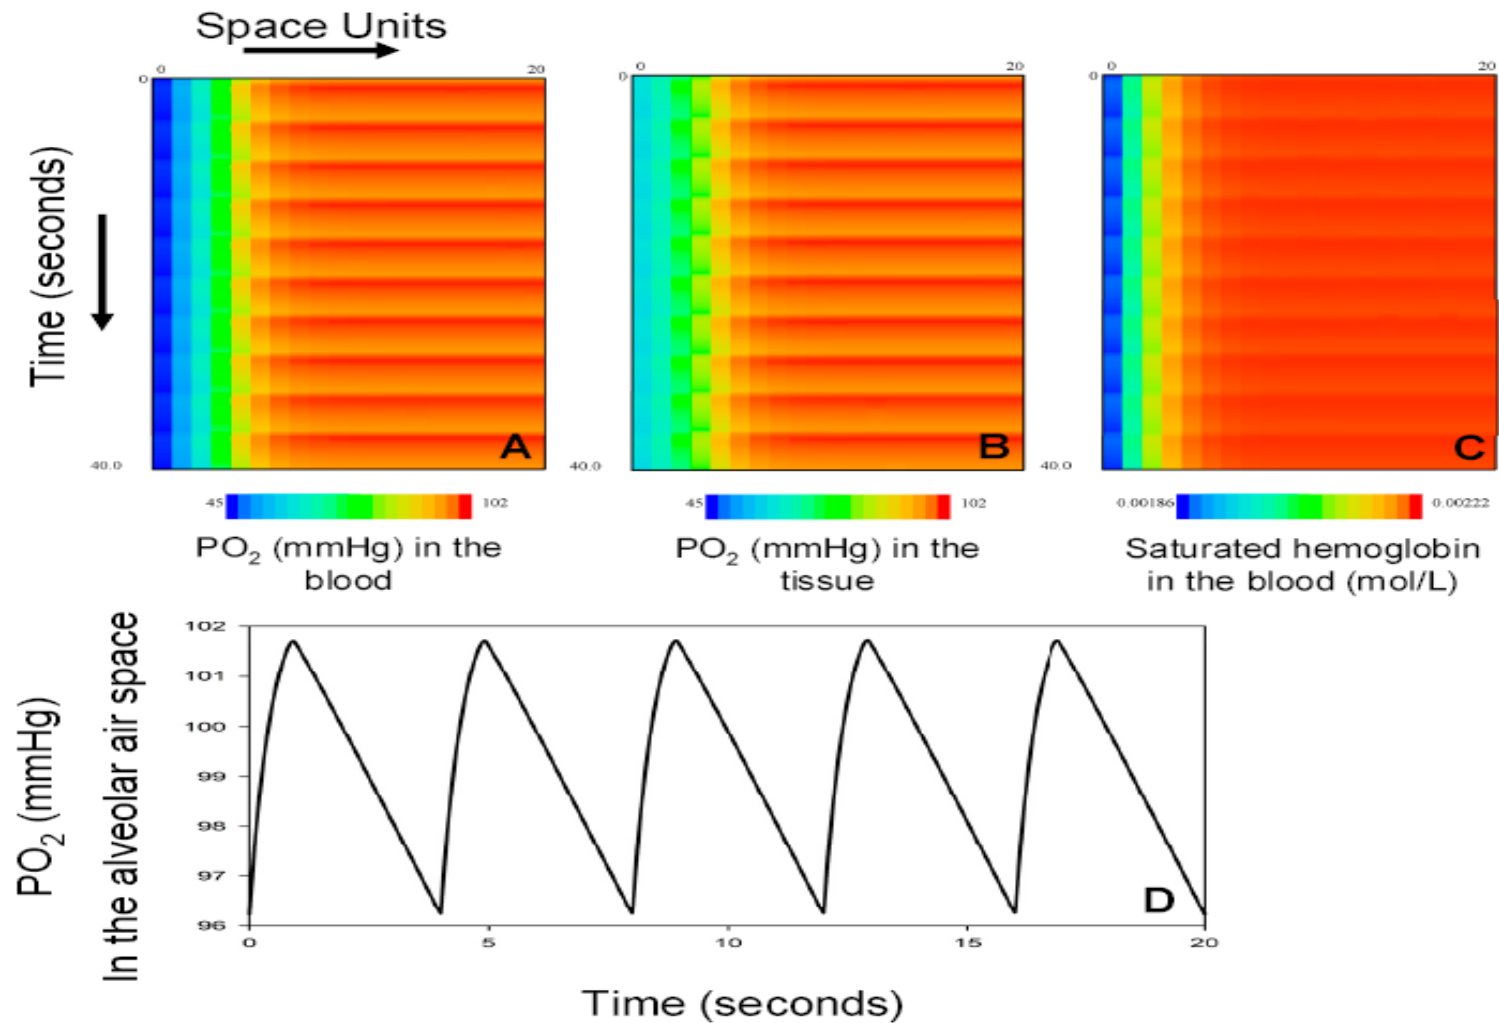 Space Units
0 20
0
40.0
A
0 20
0
40.0
B
0 20
0
40.0
C
Time (seconds)
45 102
PO₂ (mmHg) in the
blood
45 102
PO₂ (mmHg) in the
tissue
0.00186 0.00222
Saturated hemoglobin
in the blood (mol/L)
PO₂ (mmHg)
In the alveolar air space
102
101
100
99
98
97
96
D
0 5 10 15 20
Time (seconds)